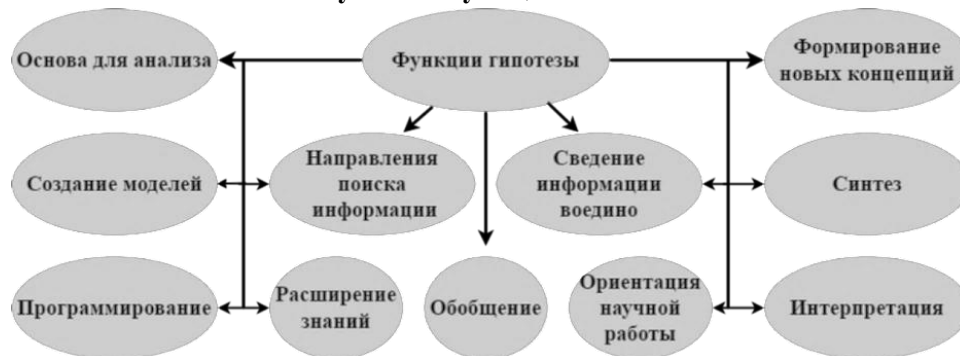 Основа для анализа
Функции гипотезы
Формирование
новых концепций
Создание моделей
Направления
поиска
информации
Сведение
информации
воедино
Синтез
Программирование
Расширение
знаний
Обобщение
Ориентация
научной
работы
Интерпретация